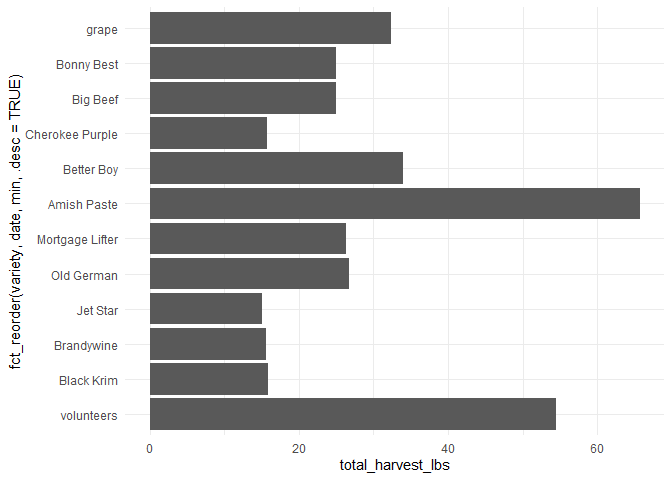 grape
Bonny Best
Big Beef
Cherokee Purple
Better Boy
Amish Paste
Mortgage Lifter
Old German
Jet Star
Brandywine
Black Krim
volunteers
fct_reorder(variety, date, min, .desc = TRUE)
0 20 40 60
total_harvest_lbs